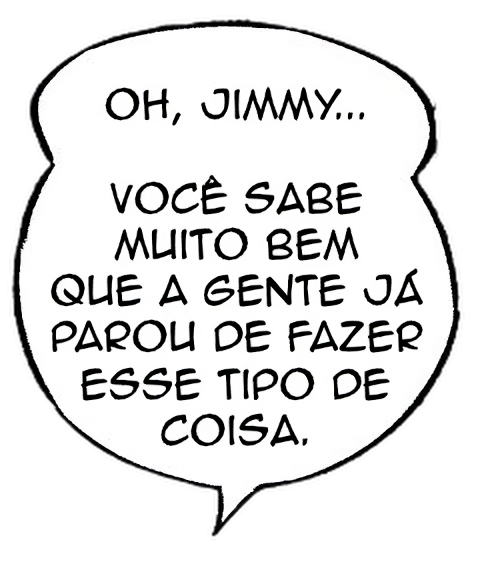 OH, JIMMY...
VOCÊ SABE
MUITO BEM
QUE A GENTE JÁ
PAROU DE FAZER
ESSE TIPO DE
COISA.